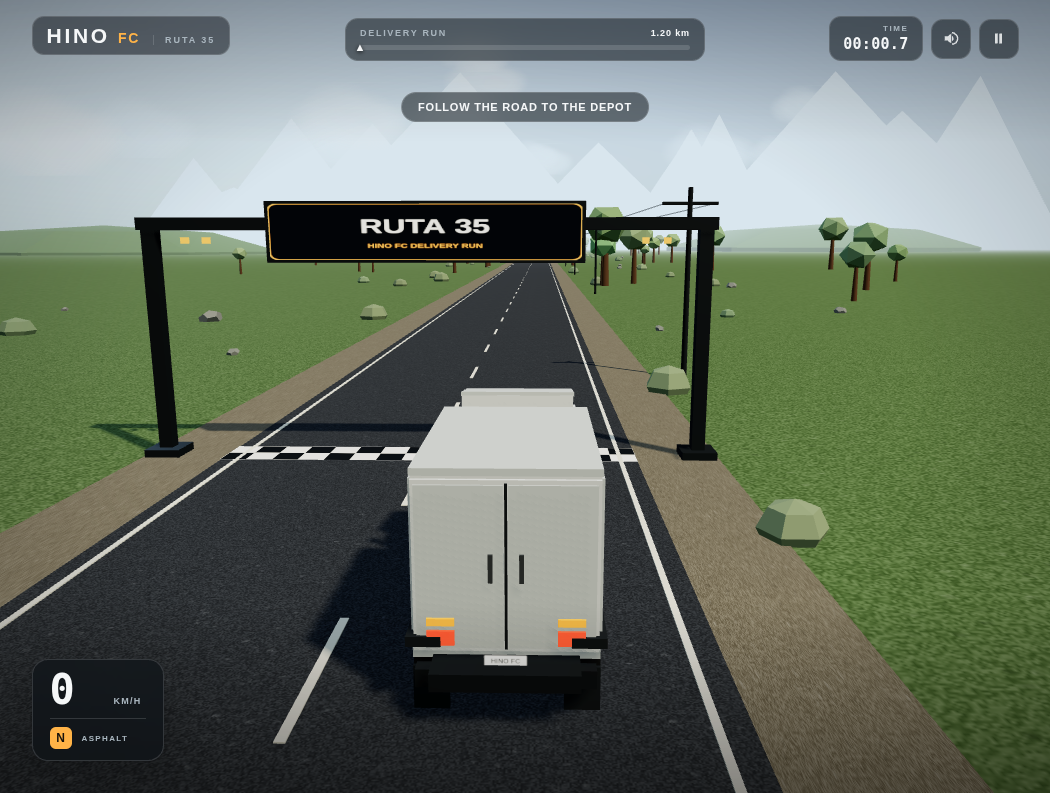 HINO FC | RUTA 35
DELIVERY RUN 1.20 km
TIME
00:00.7
FOLLOW THE ROAD TO THE DEPOT
RUTA 35
HINO FC DELIVERY RUN
HINO FC
0 KM/H
N ASPHALT